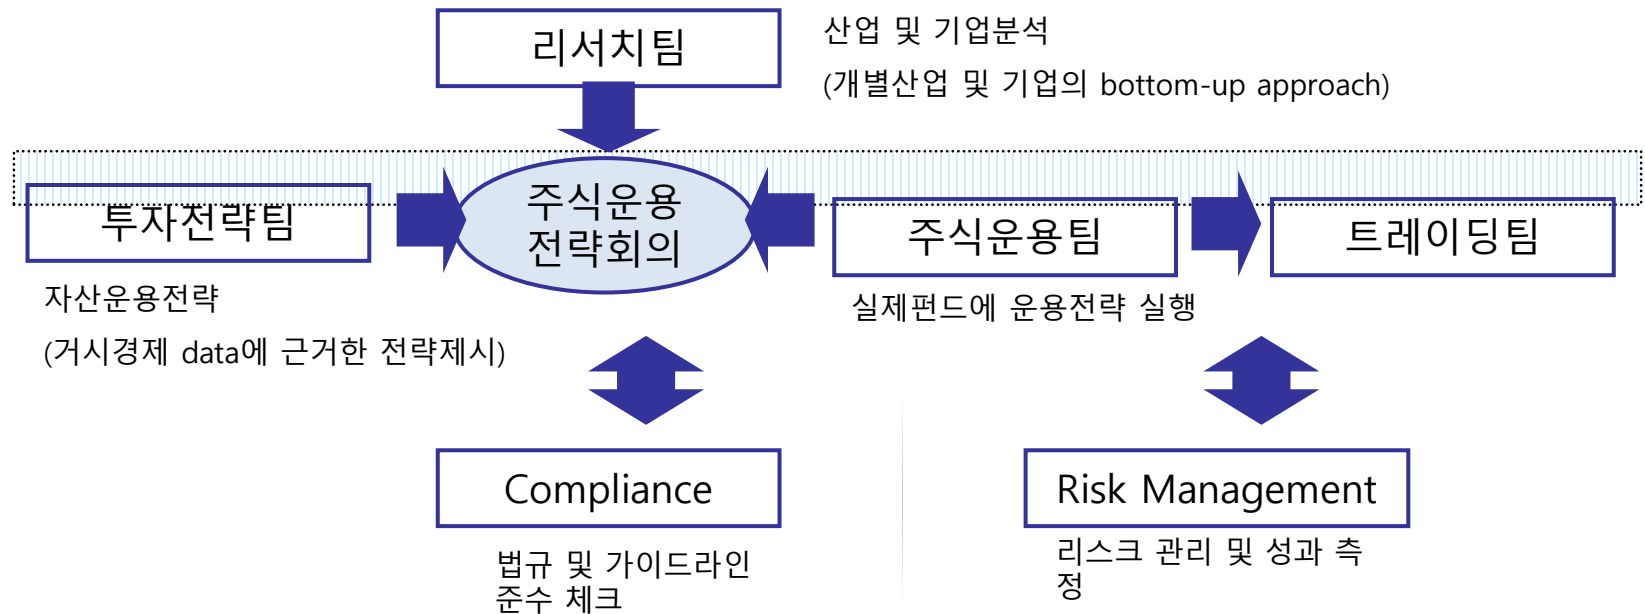 리서치팀
산업 및 기업분석
(개별산업 및 기업의 bottom-up approach)
투자전략팀
주식운용
전략회의
주식운용팀
트레이딩팀
자산운용전략
(거시경제 data에 근거한 전략제시)
실제펀드에 운용전략 실행
Compliance
Risk Management
법규 및 가이드라인
준수 체크
리스크 관리 및 성과 측
정